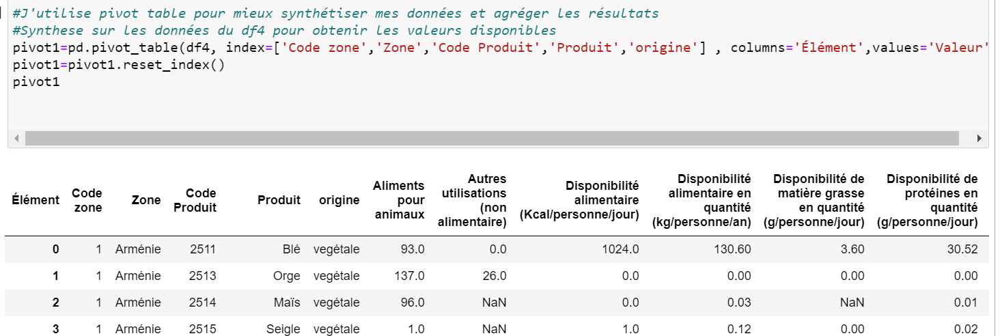 #J'utilise pivot table pour mieux synthétiser mes données et agréger les résultats
#Synthese sur les données du df4 pour obtenir les valeurs disponibles
pivot1=pd.pivot_table(df4, index=['Code zone','Zone','Code Produit','Produit','origine'] , columns='Élément',values='Valeur'
pivot1=pivot1.reset_index()
pivot1
Élément Code zone Zone Code Produit Produit origine Aliments pour animaux Autres utilisations (non alimentaire) Disponibilité alimentaire (Kcal/personne/jour) Disponibilité alimentaire en quantité (kg/personne/an) Disponibilité de matière grasse en quantité (g/personne/jour) Disponibilité de protéines en quantité (g/personne/jour)
0 1 Arménie 2511 Blé vegétale 93.0 0.0 1024.0 130.60 3.60 30.52
1 1 Arménie 2513 Orge vegétale 137.0 26.0 0.0 0.00 0.00 0.00
2 1 Arménie 2514 Maïs vegétale 96.0 NaN 0.0 0.03 NaN 0.01
3 1 Arménie 2515 Seigle vegétale 1.0 NaN 1.0 0.12 0.00 0.02